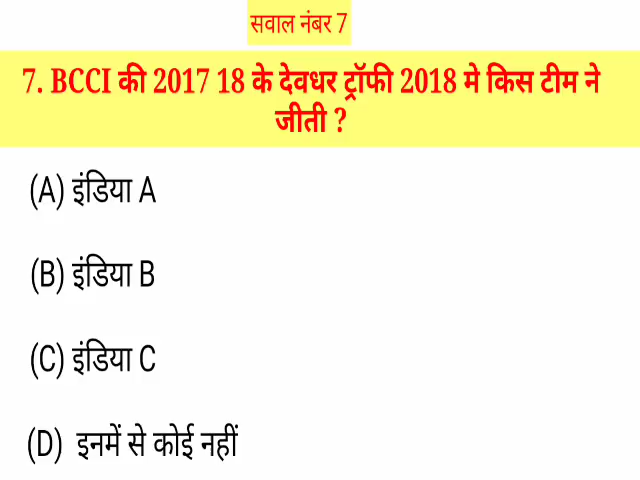 सवाल नंबर 7
7. BCCI की 2017 18 के देवधर ट्रॉफी 2018 मे किस टीम ने
जीती ?
(A) इंडिया A
(B) इंडिया B
(C) इंडिया C
(D) इनमें से कोई नहीं